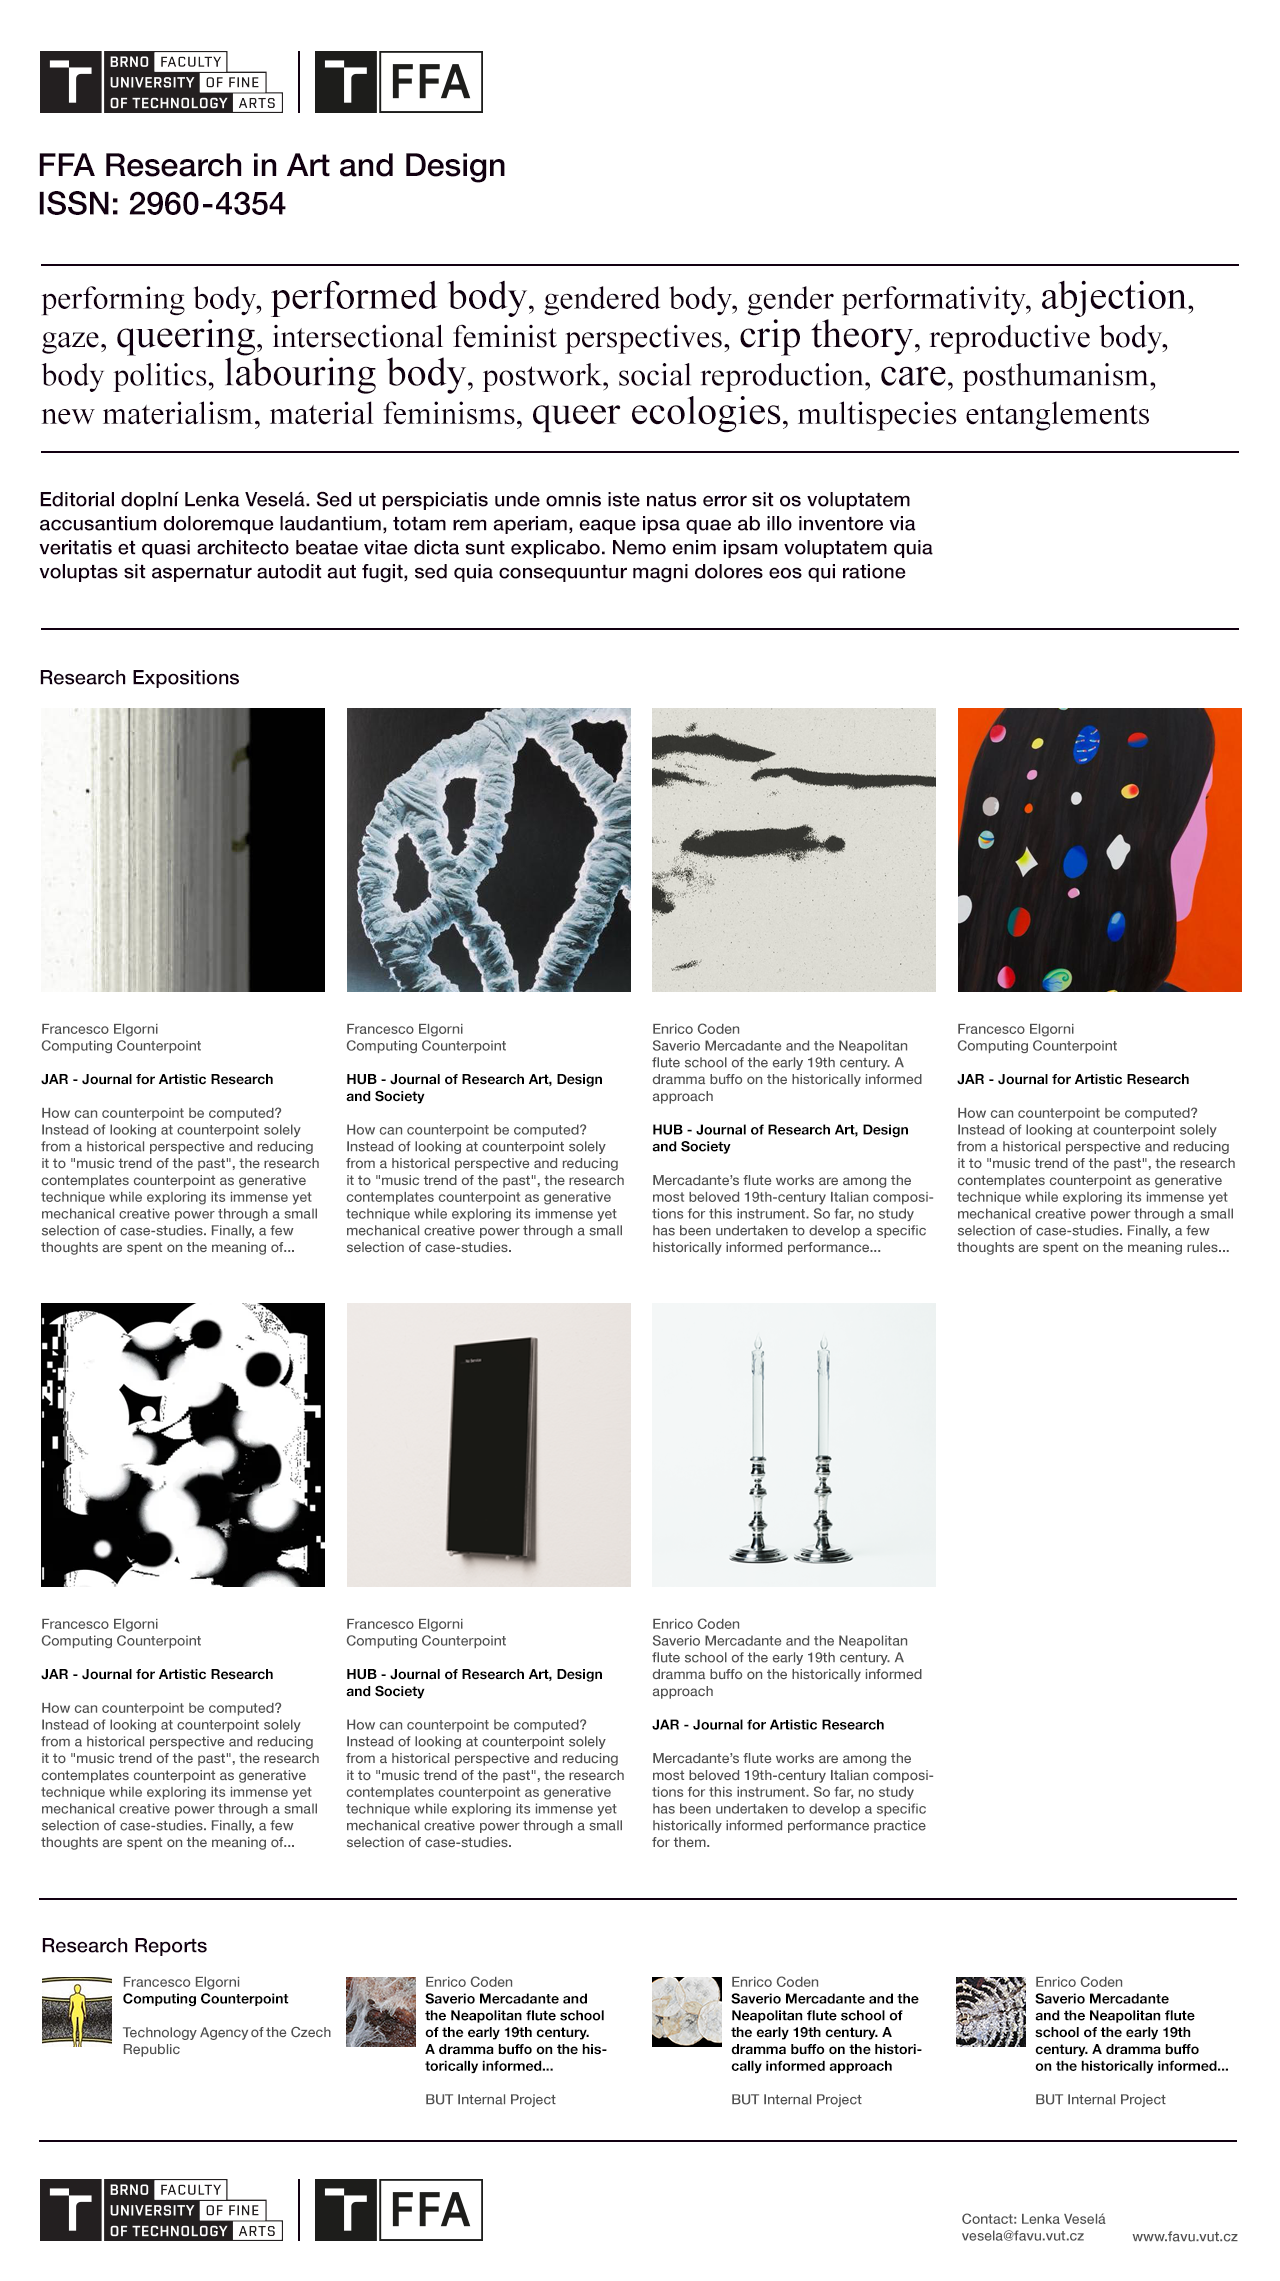 BRNO FACULTY
UNIVERSITY OF FINE
OF TECHNOLOGY ARTS
FFA
FFA Research in Art and Design
ISSN: 2960-4354
performing body, performed body, gendered body, gender performativity, abjection,
gaze, queering, intersectional feminist perspectives, crip theory, reproductive body,
body politics, labouring body, postwork, social reproduction, care, posthumanism,
new materialism, material feminisms, queer ecologies, multispecies entanglements
Editorial doplní Lenka Veselá. Sed ut perspiciatis unde omnis iste natus error sit os voluptatem
accusantium doloremque laudantium, totam rem aperiam, eaque ipsa quae ab illo inventore via
veritatis et quasi architecto beatae vitae dicta sunt explicabo. Nemo enim ipsam voluptatem quia
voluptas sit aspernatur autodit aut fugit, sed quia consequuntur magni dolores eos qui ratione
Research Expositions
Francesco Elgorni
Computing Counterpoint
JAR - Journal for Artistic Research
How can counterpoint be computed?
Instead of looking at counterpoint solely
from a historical perspective and reducing
it to "music trend of the past", the research
contemplates counterpoint as generative
technique while exploring its immense yet
mechanical creative power through a small
selection of case-studies. Finally, a few
thoughts are spent on the meaning of...
Francesco Elgorni
Computing Counterpoint
HUB - Journal of Research Art, Design
and Society
How can counterpoint be computed?
Instead of looking at counterpoint solely
from a historical perspective and reducing
it to "music trend of the past", the research
contemplates counterpoint as generative
technique while exploring its immense yet
mechanical creative power through a small
selection of case-studies.
Enrico Coden
Saverio Mercadante and the Neapolitan
flute school of the early 19th century. A
dramma buffo on the historically informed
approach
HUB - Journal of Research Art, Design
and Society
Mercadante’s flute works are among the
most beloved 19th-century Italian composi-
tions for this instrument. So far, no study
has been undertaken to develop a specific
historically informed performance...
Francesco Elgorni
Computing Counterpoint
JAR - Journal for Artistic Research
How can counterpoint be computed?
Instead of looking at counterpoint solely
from a historical perspective and reducing
it to "music trend of the past", the research
contemplates counterpoint as generative
technique while exploring its immense yet
mechanical creative power through a small
selection of case-studies. Finally, a few
thoughts are spent on the meaning rules...
No Service
Francesco Elgorni
Computing Counterpoint
JAR - Journal for Artistic Research
How can counterpoint be computed?
Instead of looking at counterpoint solely
from a historical perspective and reducing
it to "music trend of the past", the research
contemplates counterpoint as generative
technique while exploring its immense yet
mechanical creative power through a small
selection of case-studies. Finally, a few
thoughts are spent on the meaning of...
Francesco Elgorni
Computing Counterpoint
HUB - Journal of Research Art, Design
and Society
How can counterpoint be computed?
Instead of looking at counterpoint solely
from a historical perspective and reducing
it to "music trend of the past", the research
contemplates counterpoint as generative
technique while exploring its immense yet
mechanical creative power through a small
selection of case-studies.
Enrico Coden
Saverio Mercadante and the Neapolitan
flute school of the early 19th century. A
dramma buffo on the historically informed
approach
JAR - Journal for Artistic Research
Mercadante’s flute works are among the
most beloved 19th-century Italian composi-
tions for this instrument. So far, no study
has been undertaken to develop a specific
historically informed performance practice
for them.
Research Reports
Francesco Elgorni
Computing Counterpoint
Technology Agency of the Czech
Republic
Enrico Coden
Saverio Mercadante and
the Neapolitan flute school
of the early 19th century.
A dramma buffo on the his-
torically informed...
BUT Internal Project
Enrico Coden
Saverio Mercadante and the
Neapolitan flute school of
the early 19th century. A
dramma buffo on the histori-
cally informed approach
BUT Internal Project
Enrico Coden
Saverio Mercadante
and the Neapolitan flute
school of the early 19th
century. A dramma buffo
on the historically informed...
BUT Internal Project
BRNO FACULTY
UNIVERSITY OF FINE
OF TECHNOLOGY ARTS
FFA
Contact: Lenka Veselá
vesela@favu.vut.cz
www.favu.vut.cz